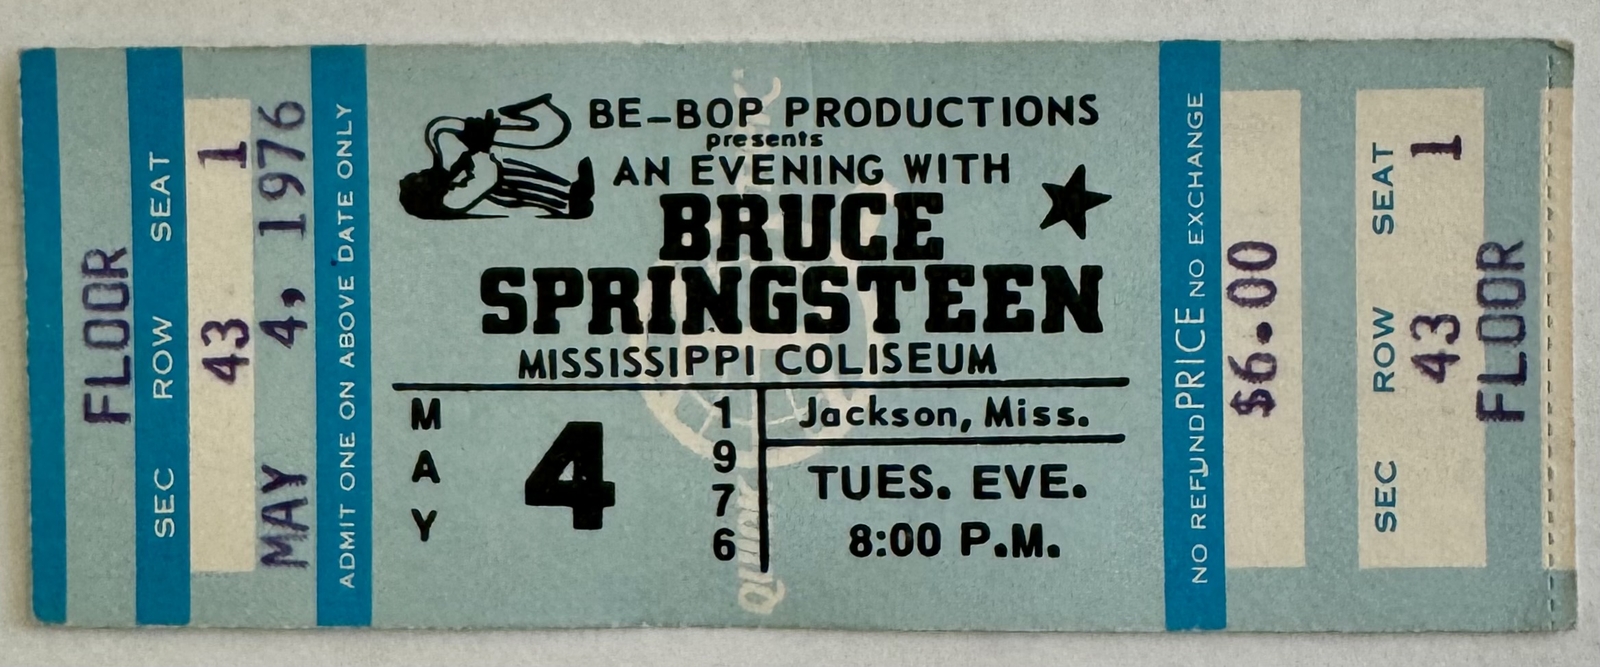 FLOOR
SEC ROW SEAT
43 1
MAY 4, 1976
ADMIT ONE ON ABOVE DATE ONLY
BE-BOP PRODUCTIONS
presents
AN EVENING WITH
BRUCE
SPRINGSTEEN
MISSISSIPPI COLISEUM
MAY
4
1976
Jackson, Miss.
TUES. EVE.
8:00 P.M.
NO REFUND PRICE NO EXCHANGE
$6.00
SEC ROW SEAT
43 1
FLOOR